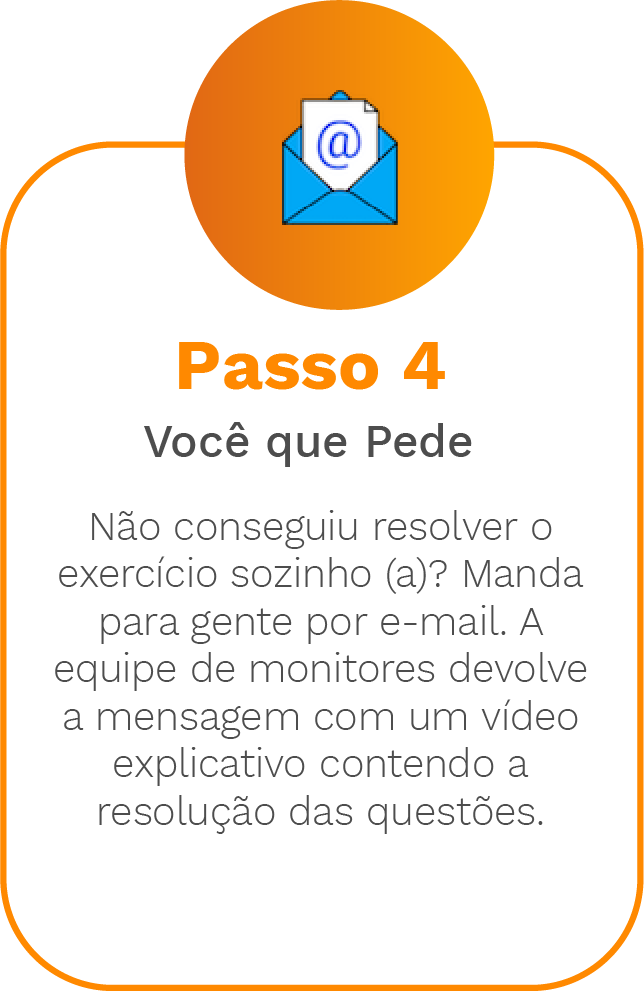 @
Passo 4
Você que Pede
Não conseguiu resolver o
exercício sozinho (a)? Manda
para gente por e-mail. A
equipe de monitores devolve
a mensagem com um vídeo
explicativo contendo a
resolução das questões.